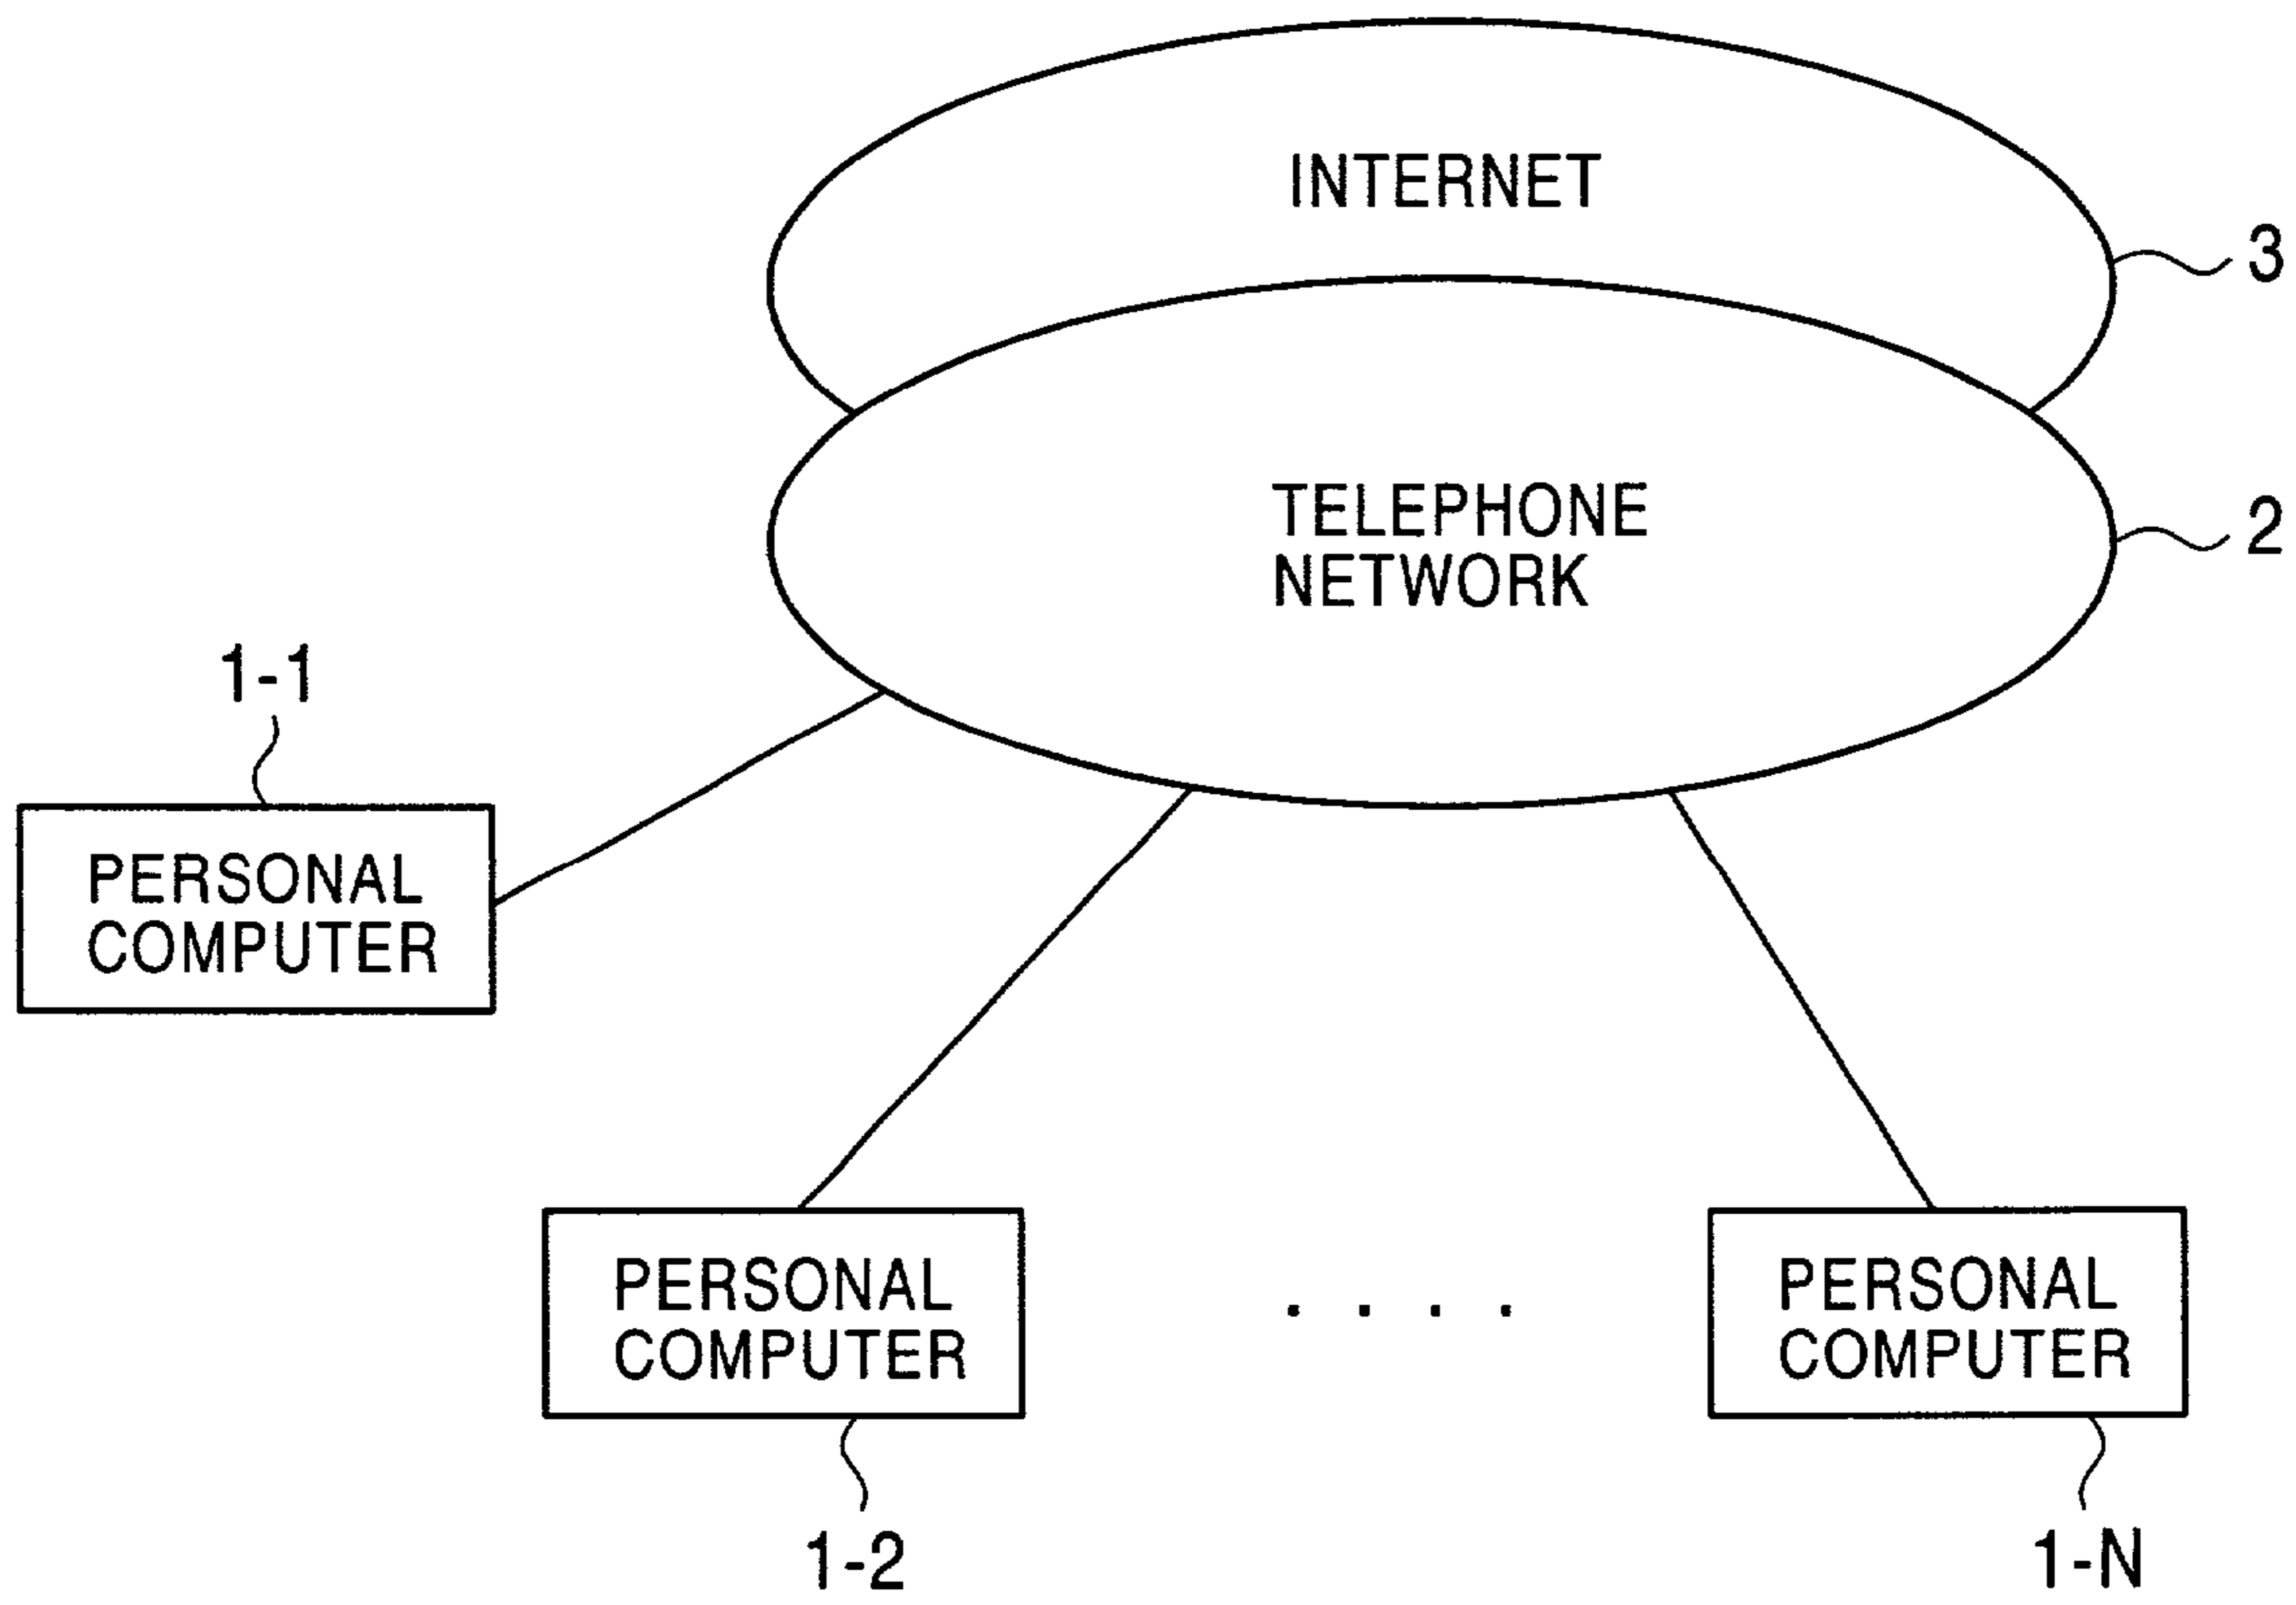 INTERNET
3
TELEPHONE
NETWORK
2
1-1
PERSONAL
COMPUTER
PERSONAL
COMPUTER
. . . .
PERSONAL
COMPUTER
1-2
1-N